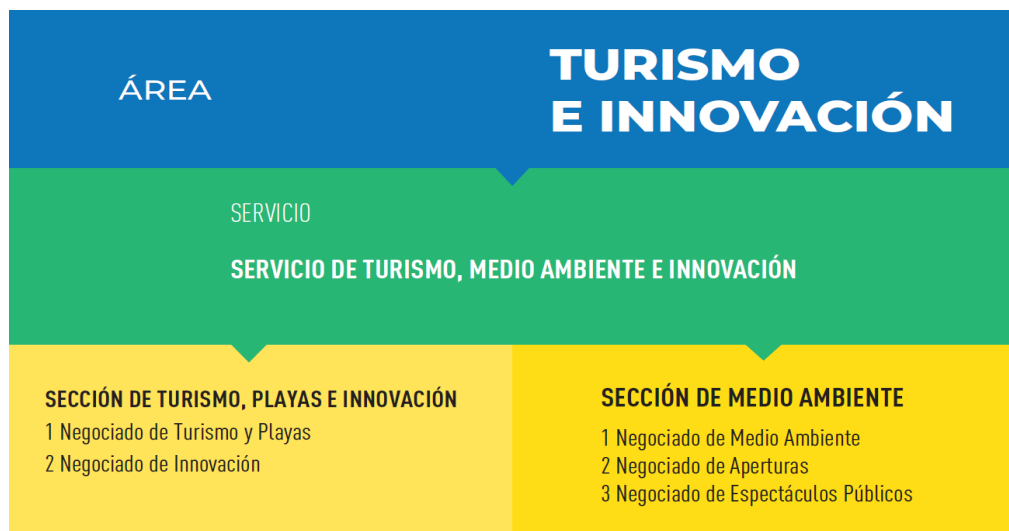 ÁREA
TURISMO
E INNOVACIÓN
SERVICIO
SERVICIO DE TURISMO, MEDIO AMBIENTE E INNOVACIÓN
SECCIÓN DE TURISMO, PLAYAS E INNOVACIÓN
1 Negociado de Turismo y Playas
2 Negociado de Innovación
SECCIÓN DE MEDIO AMBIENTE
1 Negociado de Medio Ambiente
2 Negociado de Aperturas
3 Negociado de Espectáculos Públicos